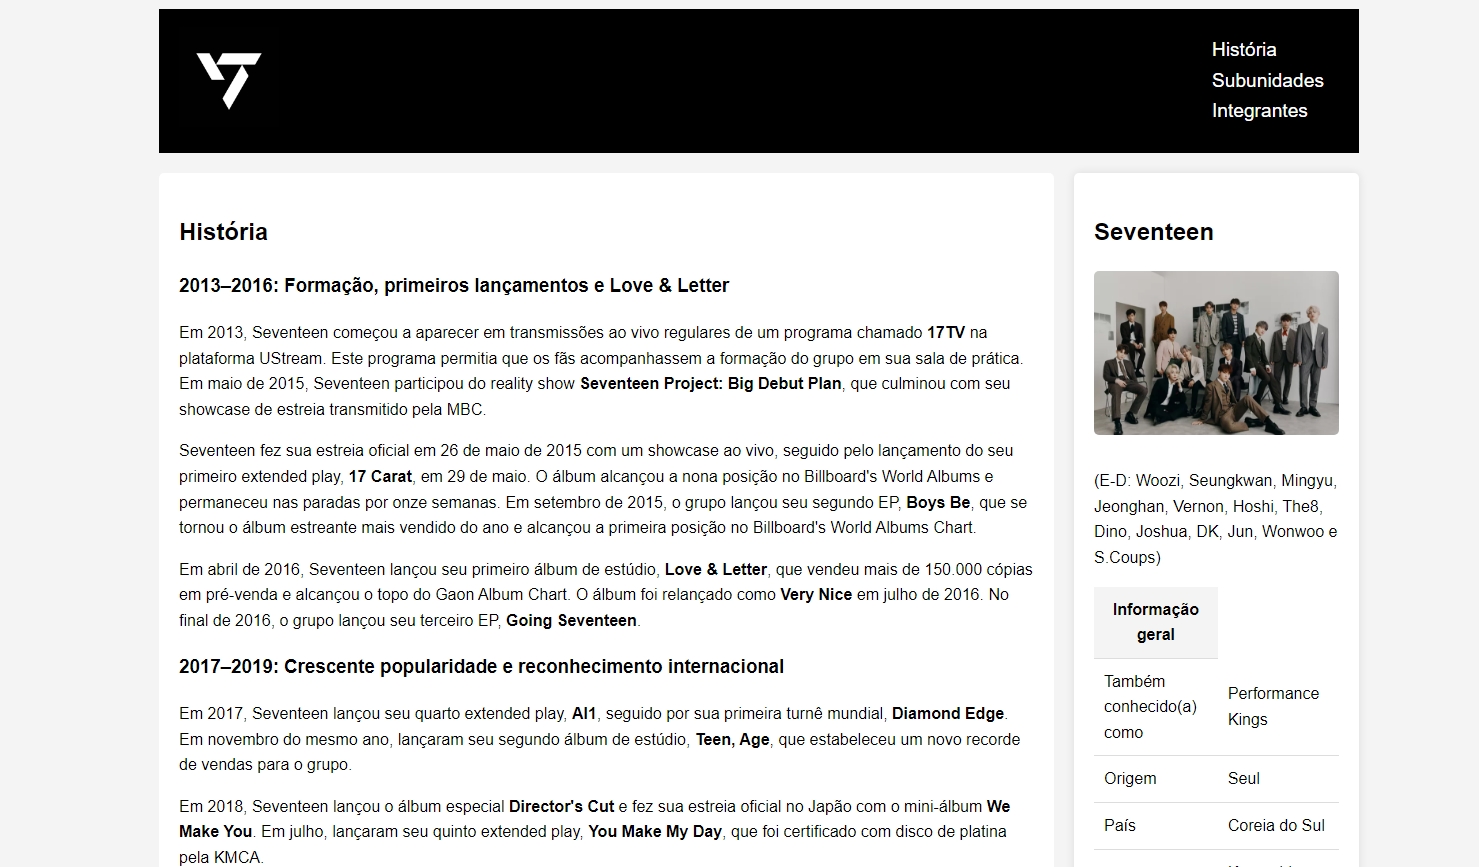 História
Subunidades
Integrantes
História
2013–2016: Formação, primeiros lançamentos e Love & Letter
Em 2013, Seventeen começou a aparecer em transmissões ao vivo regulares de um programa chamado 17TV na
plataforma UStream. Este programa permitia que os fãs acompanhassem a formação do grupo em sua sala de prática.
Em maio de 2015, Seventeen participou do reality show Seventeen Project: Big Debut Plan, que culminou com seu
showcase de estreia transmitido pela MBC.
Seventeen fez sua estreia oficial em 26 de maio de 2015 com um showcase ao vivo, seguido pelo lançamento do seu
primeiro extended play, 17 Carat, em 29 de maio. O álbum alcançou a nona posição no Billboard's World Albums e
permaneceu nas paradas por onze semanas. Em setembro de 2015, o grupo lançou seu segundo EP, Boys Be, que se
tornou o álbum estreante mais vendido do ano e alcançou a primeira posição no Billboard's World Albums Chart.
Em abril de 2016, Seventeen lançou seu primeiro álbum de estúdio, Love & Letter, que vendeu mais de 150.000 cópias
em pré-venda e alcançou o topo do Gaon Album Chart. O álbum foi relançado como Very Nice em julho de 2016. No
final de 2016, o grupo lançou seu terceiro EP, Going Seventeen.
2017–2019: Crescente popularidade e reconhecimento internacional
Em 2017, Seventeen lançou seu quarto extended play, Al1, seguido por sua primeira turnê mundial, Diamond Edge.
Em novembro do mesmo ano, lançaram seu segundo álbum de estúdio, Teen, Age, que estabeleceu um novo recorde
de vendas para o grupo.
Em 2018, Seventeen lançou o álbum especial Director's Cut e fez sua estreia oficial no Japão com o mini-álbum We
Make You. Em julho, lançaram seu quinto extended play, You Make My Day, que foi certificado com disco de platina
pela KMCA.
Seventeen
(E-D: Woozi, Seungkwan, Mingyu,
Jeonghan, Vernon, Hoshi, The8,
Dino, Joshua, DK, Jun, Wonwoo e
S.Coups)
Informação
geral
Também
conhecido(a)
como
Performance
Kings
Origem Seul
País Coreia do Sul